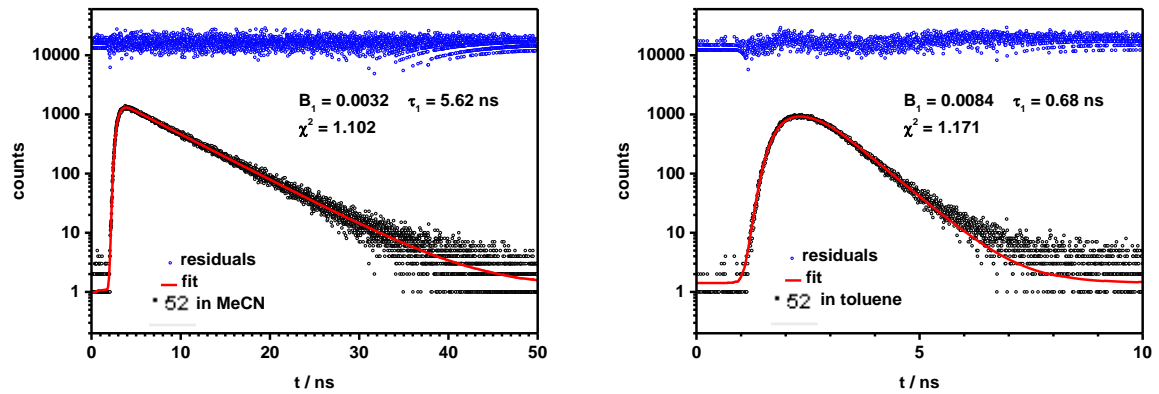 10000
1000
100
10
1
counts
B₁ = 0.0032 τ₁ = 5.62 ns
χ² = 1.102
residuals
fit
52 in MeCN
0 10 20 30 40 50
t / ns
10000
1000
100
10
1
counts
B₁ = 0.0084 τ₁ = 0.68 ns
χ² = 1.171
residuals
fit
52 in toluene
0 5 10
t / ns